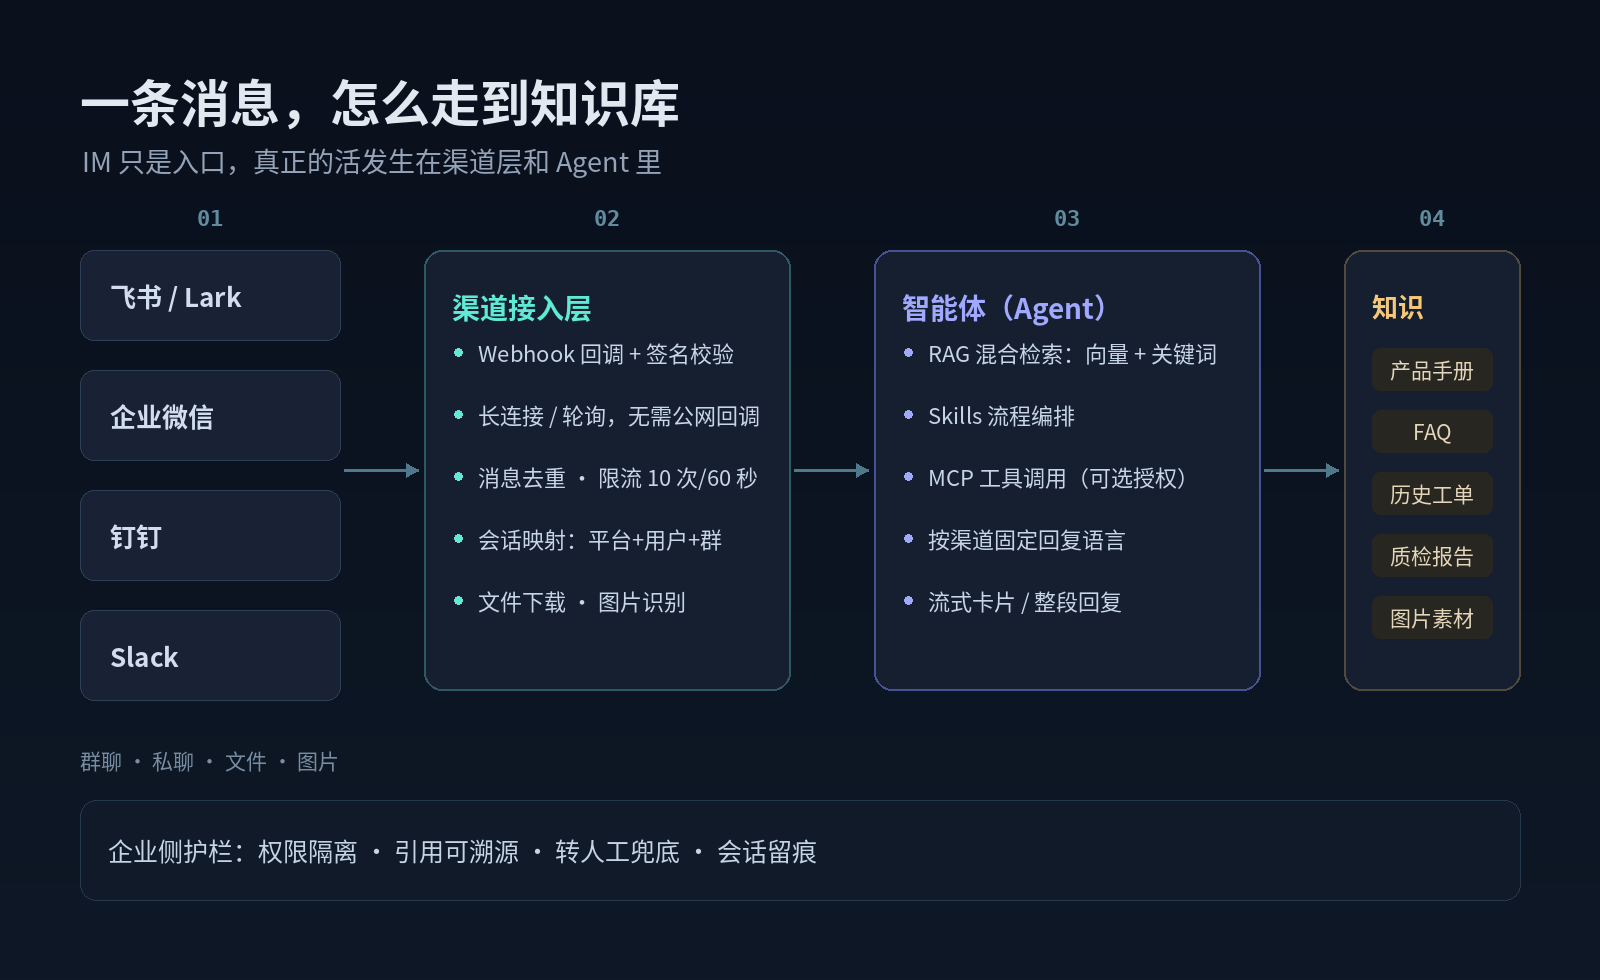 一条消息，怎么走到知识库
IM 只是入口，真正的活发生在渠道层和 Agent 里
01
飞书 / Lark
企业微信
钉钉
Slack
群聊 · 私聊 · 文件 · 图片
02
渠道接入层
Webhook 回调 + 签名校验
长连接 / 轮询，无需公网回调
消息去重 · 限流 10 次/60 秒
会话映射：平台+用户+群
文件下载 · 图片识别
03
智能体（Agent）
RAG 混合检索：向量 + 关键词
Skills 流程编排
MCP 工具调用（可选授权）
按渠道固定回复语言
流式卡片 / 整段回复
04
知识
产品手册
FAQ
历史工单
质检报告
图片素材
企业侧护栏：权限隔离 · 引用可溯源 · 转人工兜底 · 会话留痕